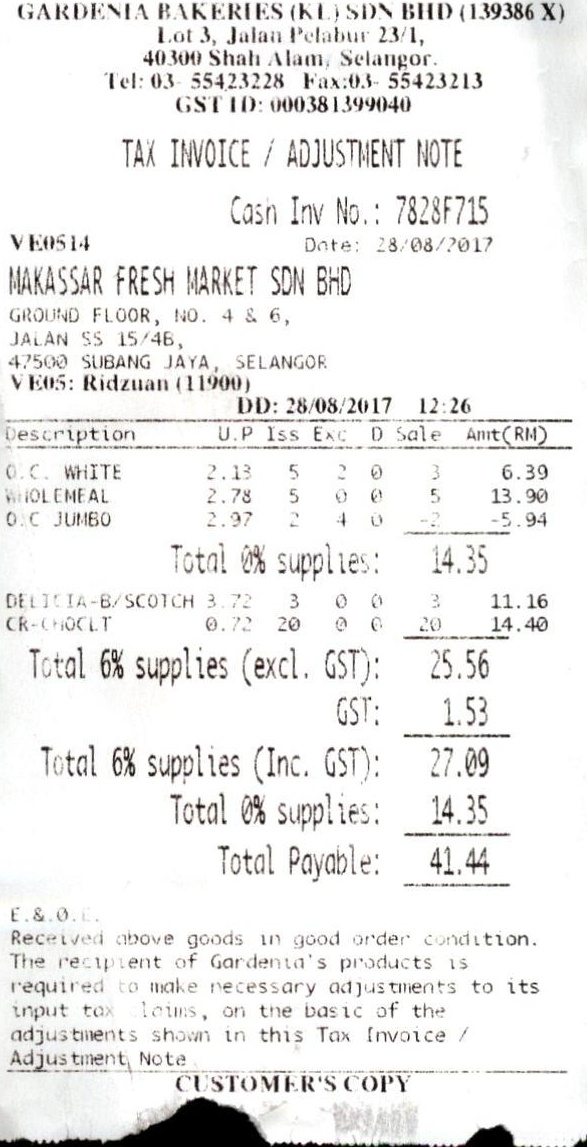 GARDENIA BAKERIES (KL) SDN BHD (139386 X)
Lot 3, Jalan Pelabur 23/1,
40300 Shah Alam, Selangor.
Tel: 03- 55423228 Fax:03- 55423213
GST ID: 000381399040
TAX INVOICE / ADJUSTMENT NOTE
Cash Inv No.: 7828F715
VE0514 Date: 28/08/2017
MAKASSAR FRESH MARKET SDN BHD
GROUND FLOOR, NO. 4 & 6,
JALAN SS 15/4B,
47500 SUBANG JAYA, SELANGOR
VE05: Ridzuan (11900)
DD: 28/08/2017 12:26
Description U.P Iss Exc D Sale Amt(RM)
O.C. WHITE 2.13 5 2 0 3 6.39
WHOLEMEAL 2.78 5 0 0 5 13.90
O.C JUMBO 2.97 2 4 0 -2 -5.94
Total 0% supplies: 14.35
DELICIA-B/SCOTCH 3.72 3 0 0 3 11.16
CR-CHOCLT 0.72 20 0 0 20 14.40
Total 6% supplies (excl. GST): 25.56
GST: 1.53
Total 6% supplies (Inc. GST): 27.09
Total 0% supplies: 14.35
Total Payable: 41.44
E.&.O.E.
Received above goods in good order condition.
The recipient of Gardenia's products is
required to make necessary adjustments to its
input tax claims, on the basic of the
adjustments shown in this Tax Invoice /
Adjustment Note
CUSTOMER'S COPY